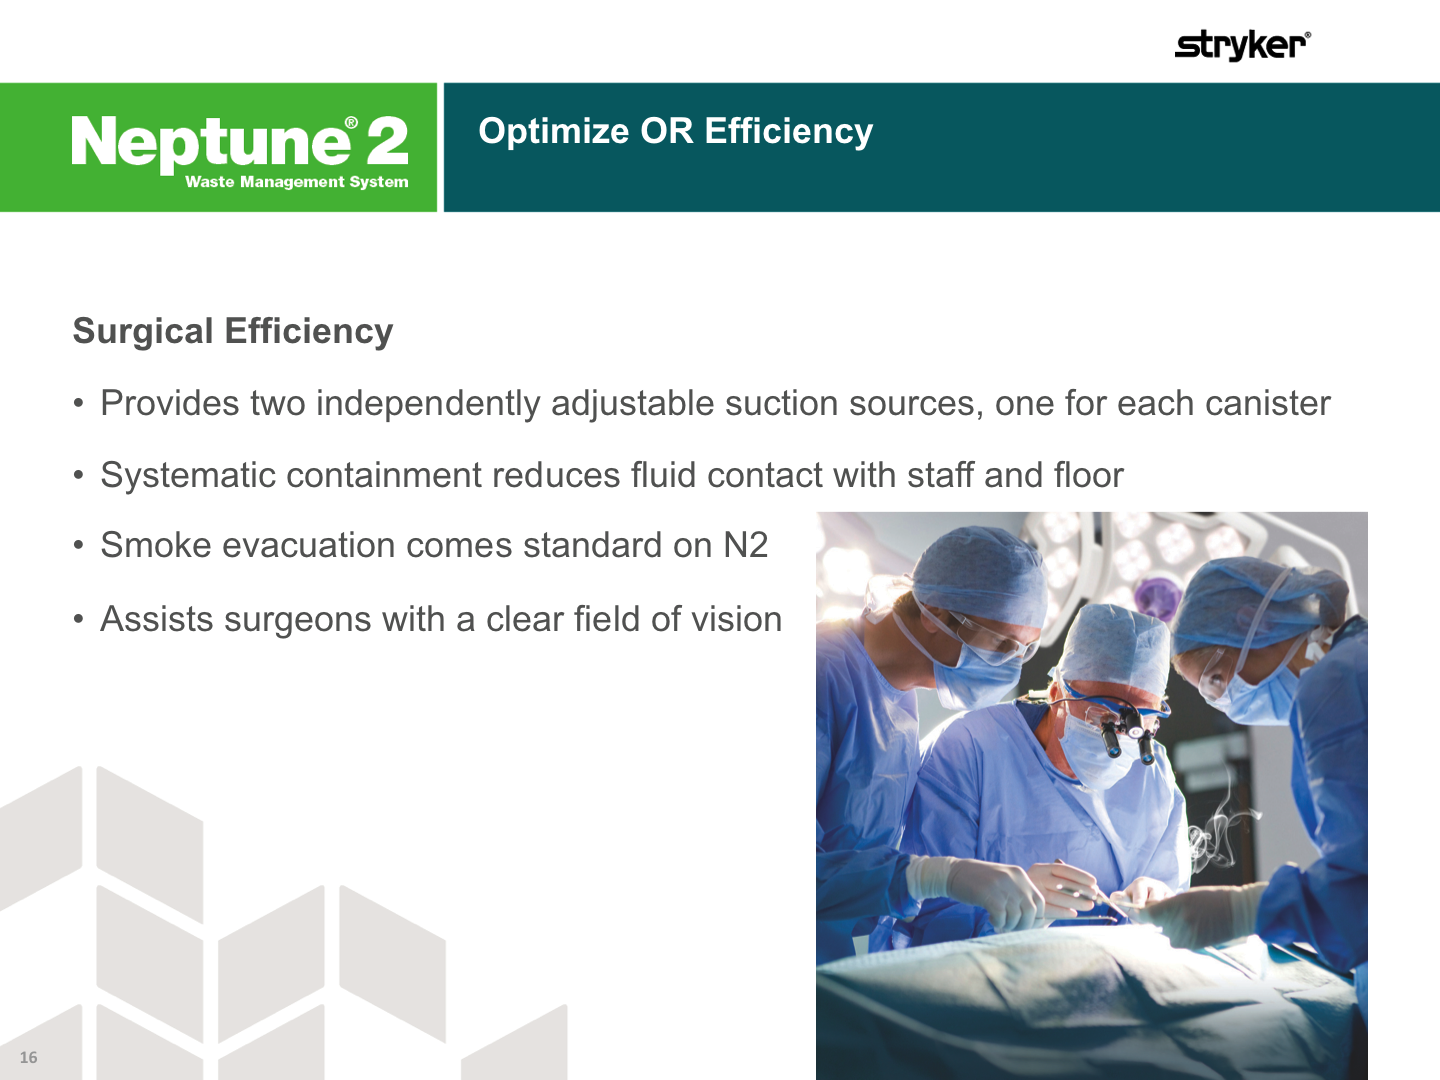 stryker®
Neptune® 2
Waste Management System
Optimize OR Efficiency
Surgical Efficiency
• Provides two independently adjustable suction sources, one for each canister
• Systematic containment reduces fluid contact with staff and floor
• Smoke evacuation comes standard on N2
• Assists surgeons with a clear field of vision
16